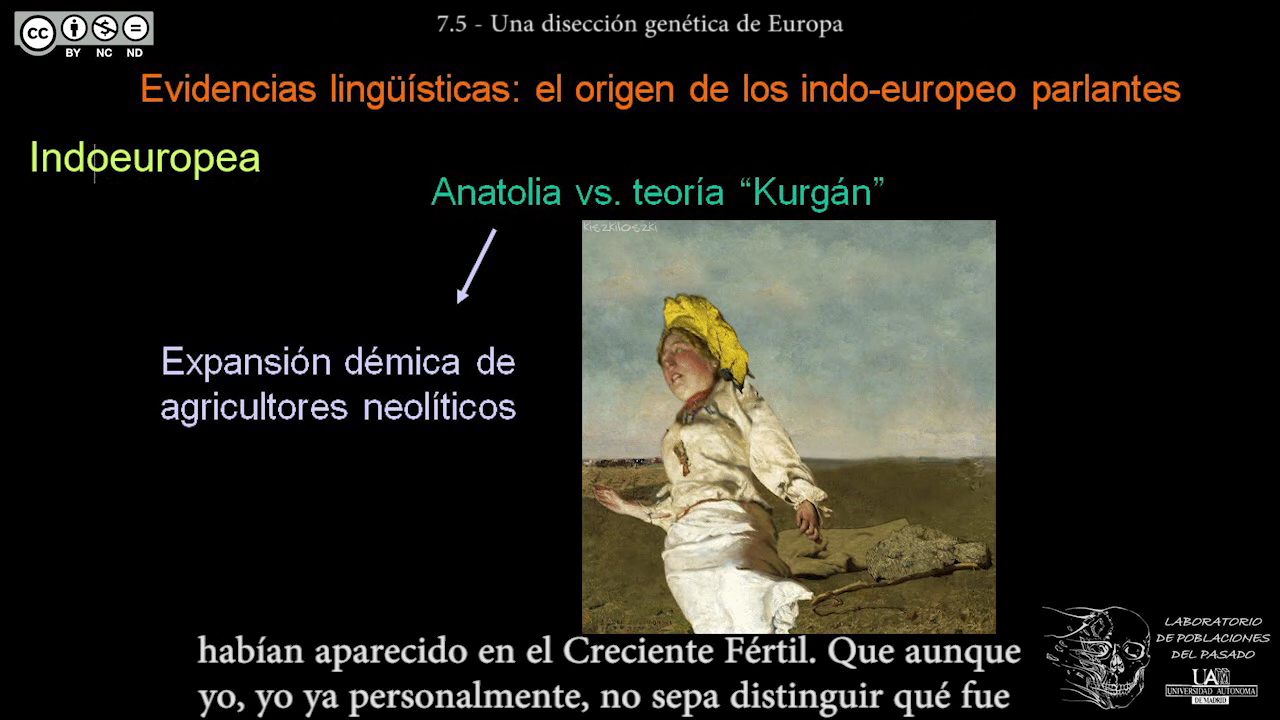 7.5 - Una disección genética de Europa
cc
BY NC ND
Evidencias lingüísticas: el origen de los indo-europeo parlantes
Indoeuropea
Anatolia vs. teoría “Kurgán”
kiszkiloszki
Expansión démica de
agricultores neolíticos
habían aparecido en el Creciente Fértil. Que aunque
yo, yo ya personalmente, no sepa distinguir qué fue
LABORATORIO
DE POBLACIONES
DEL PASADO
UAM
UNIVERSIDAD AUTONOMA
DE MADRID